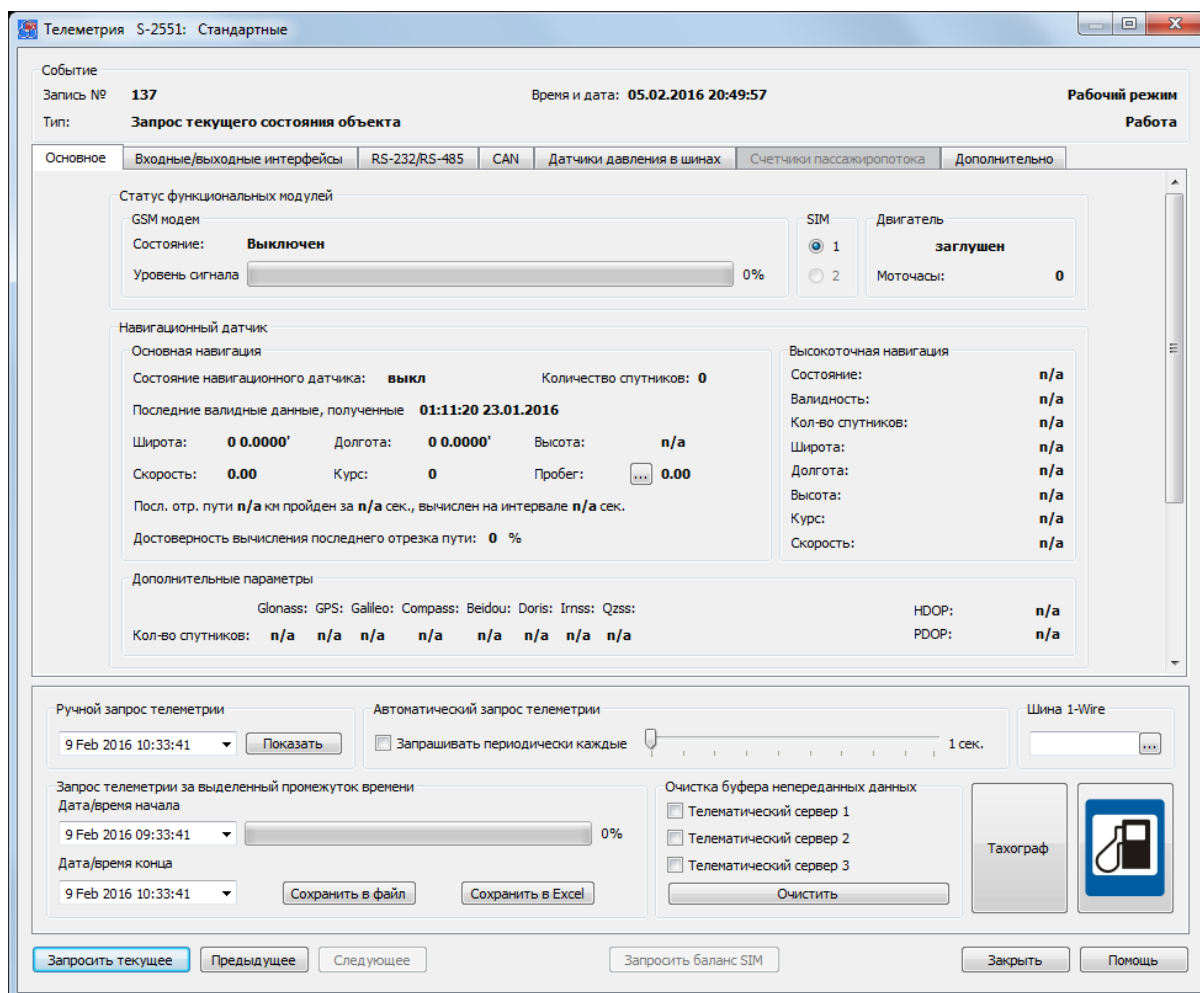 Телеметрия S-2551: Стандартные
Событие
Запись № 137 Время и дата: 05.02.2016 20:49:57 Рабочий режим
Тип: Запрос текущего состояния объекта Работа
Основное Входные/выходные интерфейсы RS-232/RS-485 CAN Датчики давления в шинах Счетчики пассажиропотока Дополнительно
Статус функциональных модулей
GSM модем SIM Двигатель
Состояние: Выключен 1 заглушен
Уровень сигнала 0% 2 Моточасы: 0
Навигационный датчик
Основная навигация Высокоточная навигация
Состояние навигационного датчика: выкл Количество спутников: 0 Состояние: n/a
Валидность: n/a
Последние валидные данные, полученные 01:11:20 23.01.2016
Кол-во спутников: n/a
Широта: 0 0.0000' Долгота: 0 0.0000' Высота: n/a Широта: n/a
Скорость: 0.00 Курс: 0 Пробег: ... 0.00 Долгота: n/a
Высота: n/a
Посл. отр. пути n/a км пройден за n/a сек., вычислен на интервале n/a сек.
Курс: n/a
Достоверность вычисления последнего отрезка пути: 0 % Скорость: n/a
Дополнительные параметры
Glonass: GPS: Galileo: Compass: Beidou: Doris: Irnss: Qzss: HDOP: n/a
Кол-во спутников: n/a n/a n/a n/a n/a n/a n/a n/a PDOP: n/a
Ручной запрос телеметрии Автоматический запрос телеметрии Шина 1-Wire
9 Feb 2016 10:33:41 Показать Запрашивать периодически каждые 1 сек. ...
Запрос телеметрии за выделенный промежуток времени Очистка буфера непереданных данных
Дата/время начала Телематический сервер 1
9 Feb 2016 09:33:41 0% Телематический сервер 2
Дата/время конца Телематический сервер 3
9 Feb 2016 10:33:41 Сохранить в файл Сохранить в Excel Очистить
Тахограф
Запросить текущее Предыдущее Следующее Запросить баланс SIM Закрыть Помощь